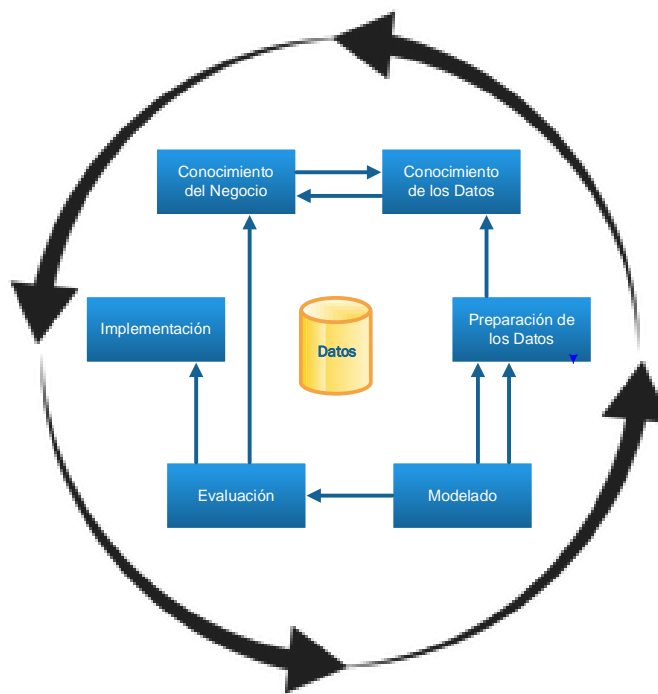 Conocimiento
del Negocio
Conocimiento
de los Datos
Implementación
Datos
Preparación de
los Datos
Evaluación
Modelado